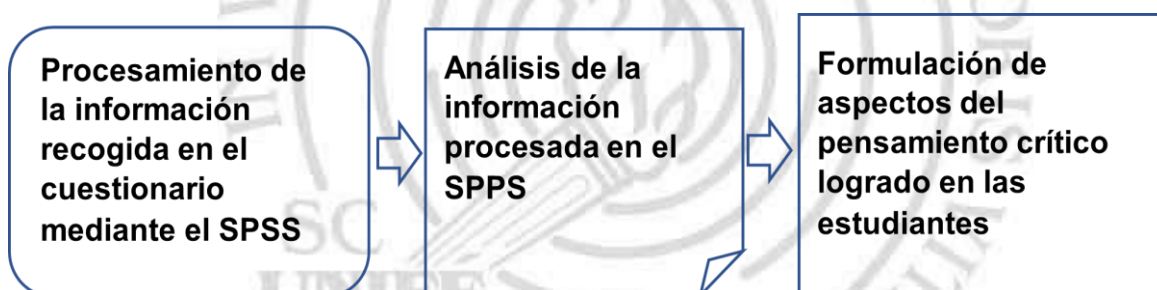 Procesamiento de
la información
recogida en el
cuestionario
mediante el SPSS
Análisis de la
información
procesada en el
SPPS
Formulación de
aspectos del
pensamiento crítico
logrado en las
estudiantes
SC